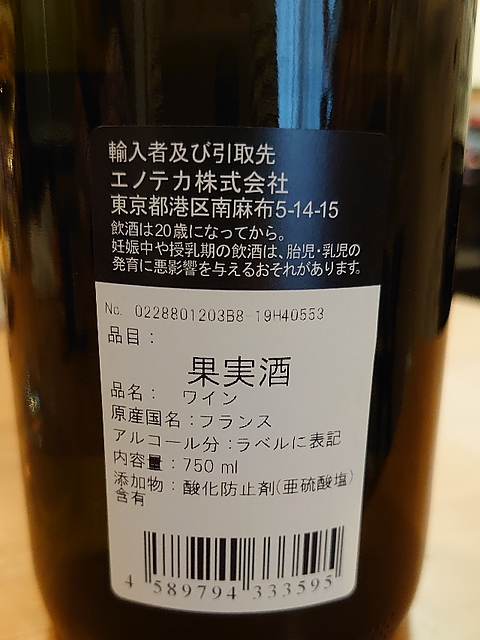 輸入者及び引取先
エノテカ株式会社
東京都港区南麻布5-14-15
飲酒は20歳になってから。
妊娠中や授乳期の飲酒は、胎児・乳児の
発育に悪影響を与えるおそれがあります。
No. 0228801203B8-19H40553
品目：
果実酒
品名： ワイン
原産国名：フランス
アルコール分：ラベルに表記
内容量：750 ml
添加物：酸化防止剤(亜硫酸塩)
含有
4 589794 333595